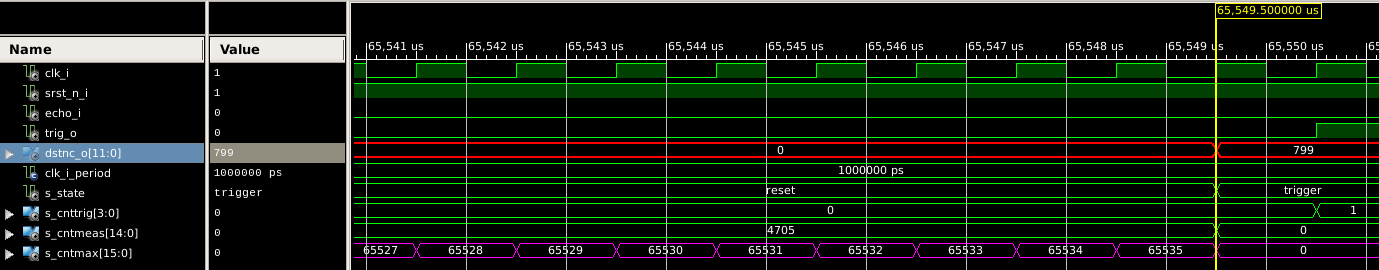 65,549.500000 us
Name Value 65,541 us 65,542 us 65,543 us 65,544 us 65,545 us 65,546 us 65,547 us 65,548 us 65,549 us 65,550 us
clk_i 1
srst_n_i 1
echo_i 0
trig_o 0
dstnc_o[11:0] 799 0 799
clk_i_period 1000000 ps 1000000 ps
s_state trigger reset trigger
s_cnttrig[3:0] 0 0 1
s_cntmeas[14:0] 0 4705 0
s_cntmax[15:0] 0 65527 65528 65529 65530 65531 65532 65533 65534 65535 0